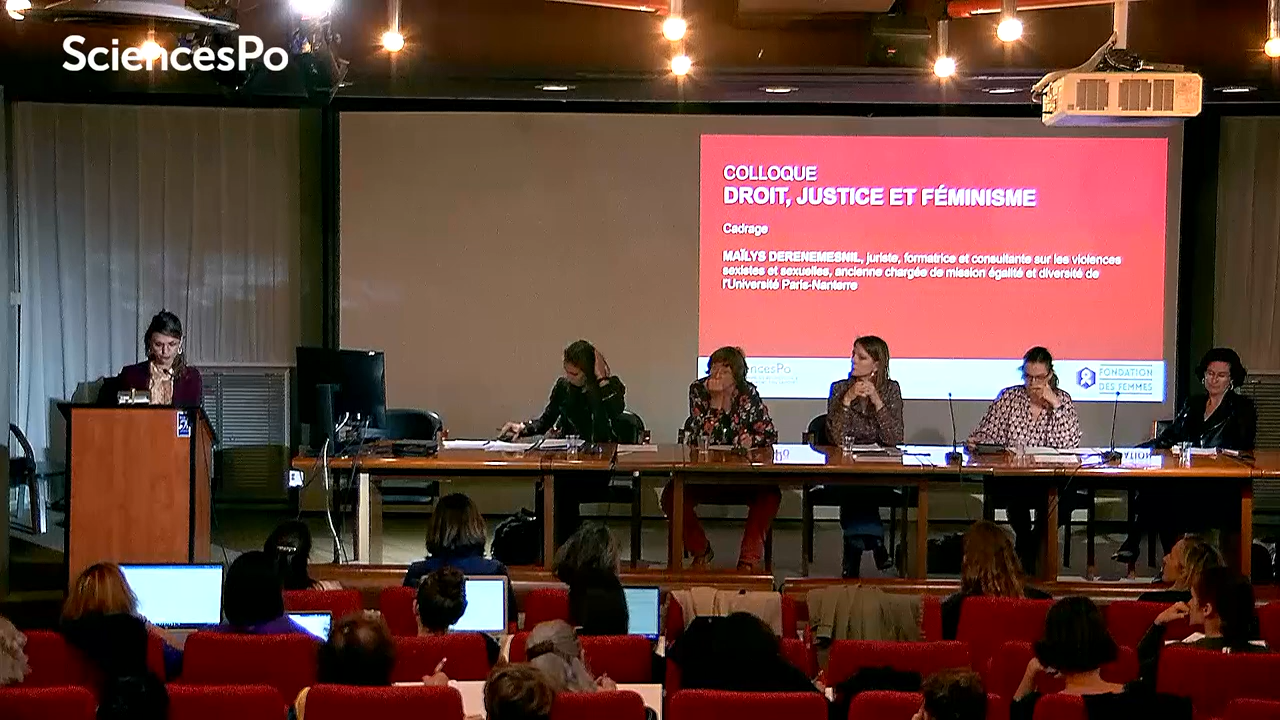 SciencesPo
COLLOQUE
DROIT, JUSTICE ET FÉMINISME
Cadrage
MAÏLYS DERENEMESNIL, juriste, formatrice et consultante sur les violences
sexistes et sexuelles, ancienne chargée de mission égalité et diversité de
l'Université Paris-Nanterre
FONDATION
DES FEMMES